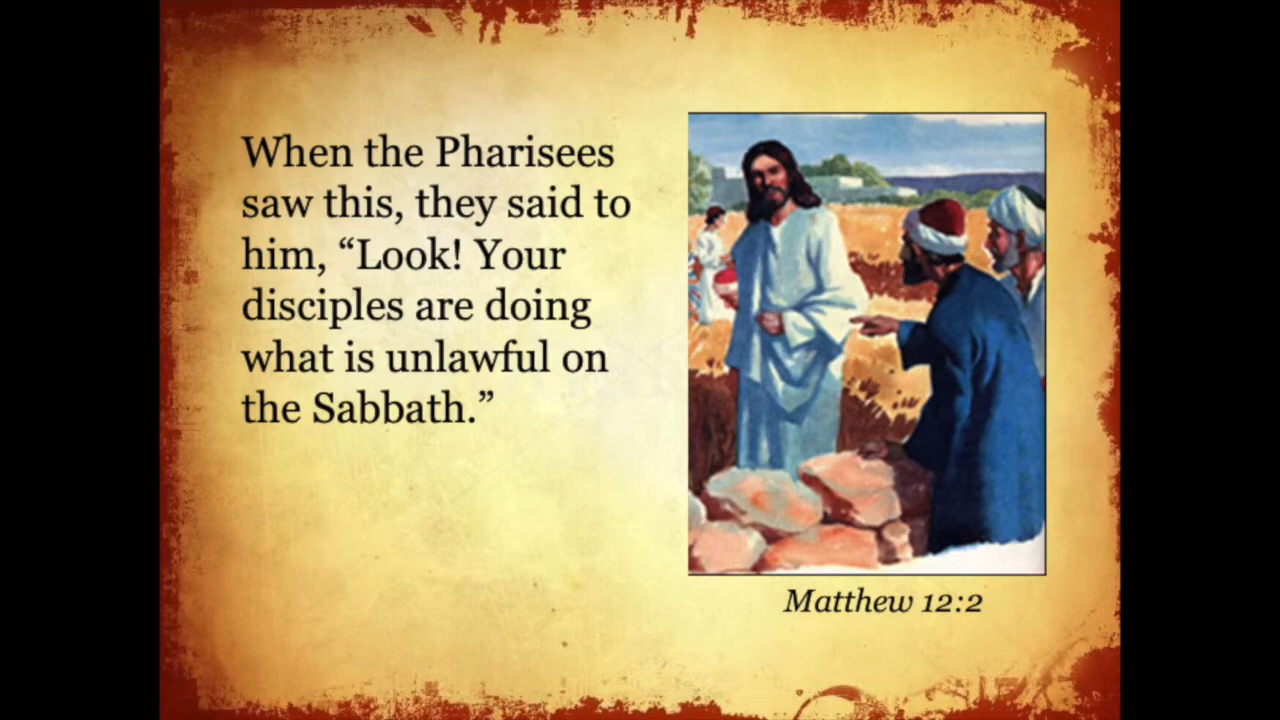 When the Pharisees
saw this, they said to
him, “Look! Your
disciples are doing
what is unlawful on
the Sabbath.”
Matthew 12:2